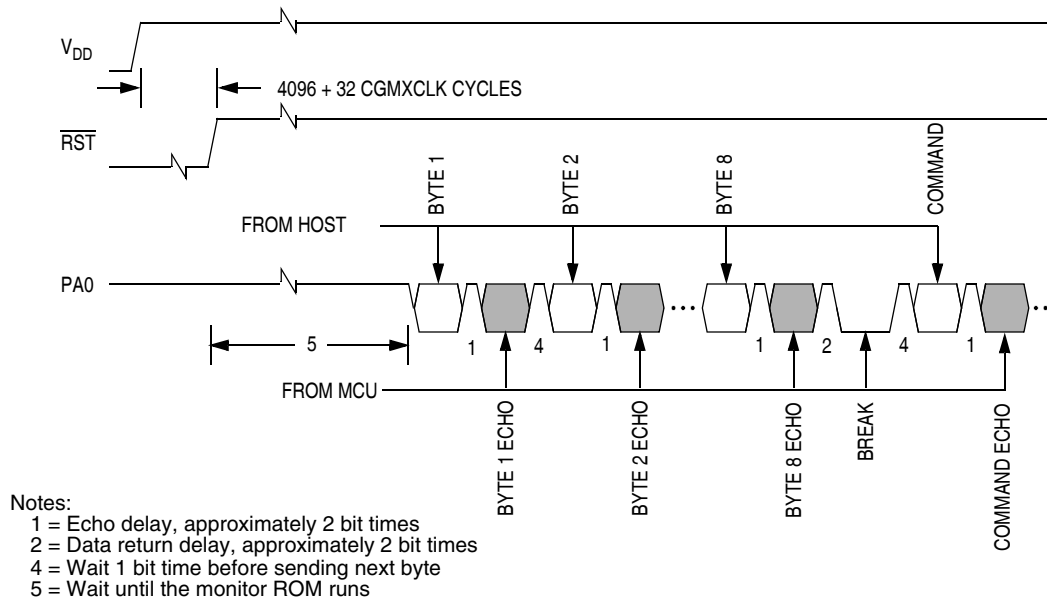 VDD
4096 + 32 CGMXCLK CYCLES
RST
BYTE 1
BYTE 2
BYTE 8
COMMAND
FROM HOST
PA0
1
4
1
1
2
4
1
5
FROM MCU
BYTE 1 ECHO
BYTE 2 ECHO
BYTE 8 ECHO
BREAK
COMMAND ECHO
Notes:
1 = Echo delay, approximately 2 bit times
2 = Data return delay, approximately 2 bit times
4 = Wait 1 bit time before sending next byte
5 = Wait until the monitor ROM runs